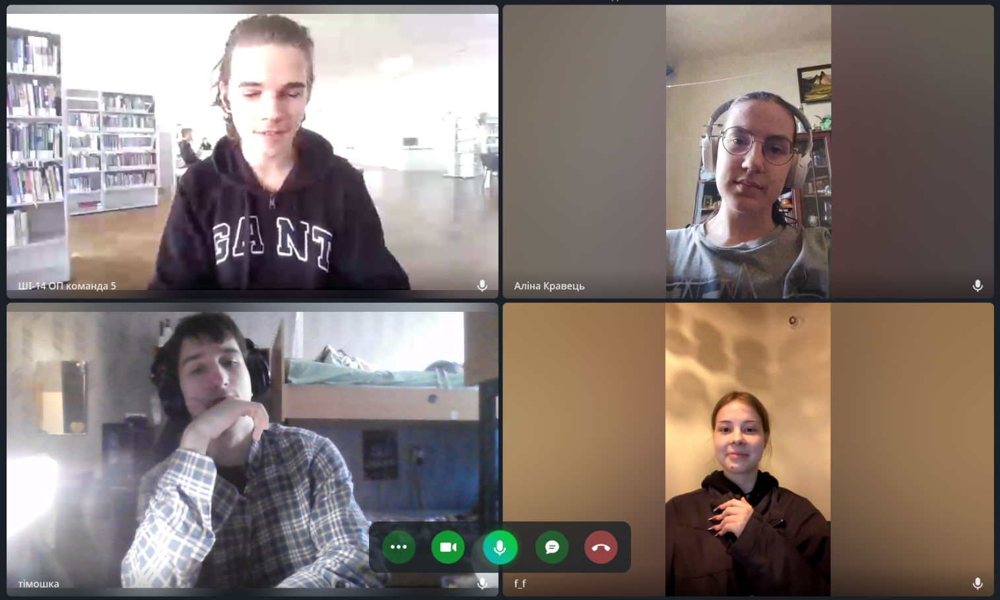 GANT
ШІ-14 ОП команда 5
Аліна Кравець
тімошка
f_f